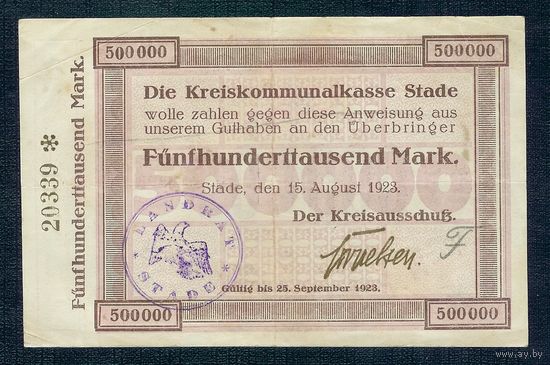 500000
500000
Die Kreiskommunalkasse Stade
wolle zahlen gegen diese Anweisung aus
unserem Guthaben an den Überbringer
Fünfhunderttausend Mark.
500000
Stade, den 15. August 1923.
Der Kreisausschuß.
LANDRAT
* STADE *
F
Gültig bis 25. September 1923.
500000
500000
Fünfhunderttausend Mark.
20339 *
www.ay.by